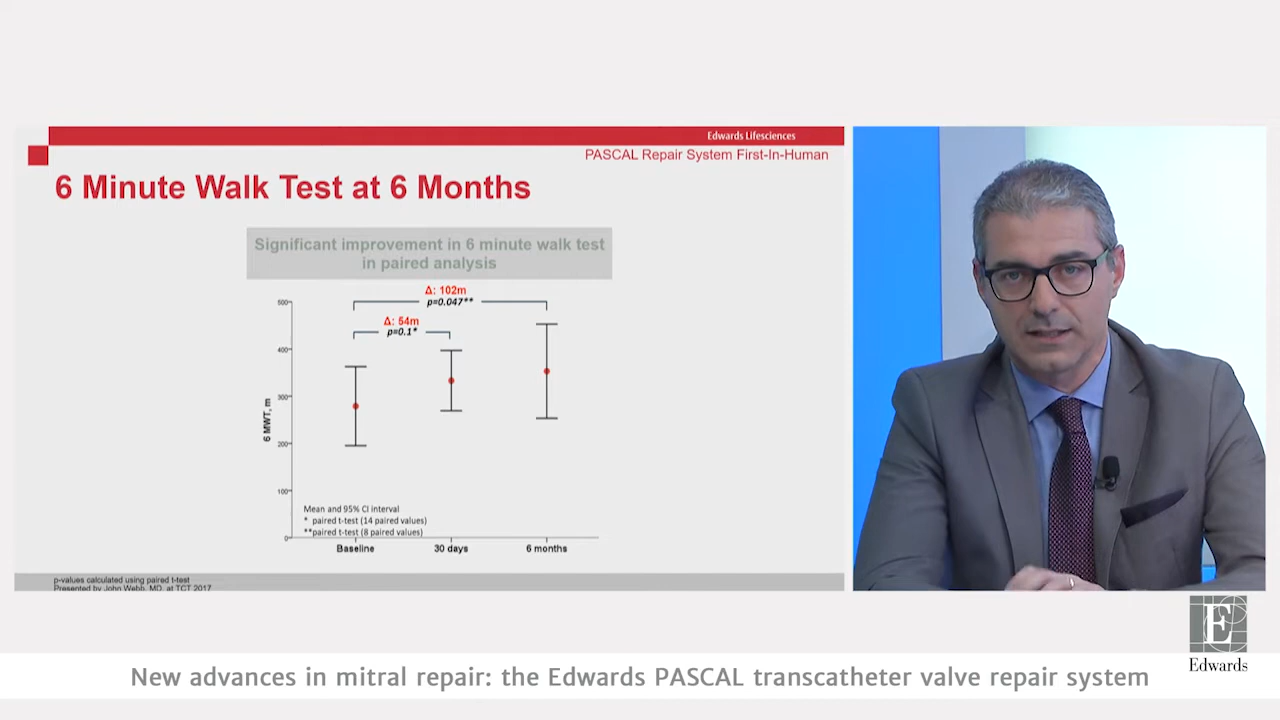 Edwards Lifesciences
PASCAL Repair System First-In-Human
6 Minute Walk Test at 6 Months
Significant improvement in 6 minute walk test
in paired analysis
Δ: 102m
p=0.047**
Δ: 54m
p=0.1*
500
400
300
200
100
0
6 MWT, m
Mean and 95% CI interval
* paired t-test (14 paired values)
**paired t-test (8 paired values)
Baseline 30 days 6 months
p-values calculated using paired t-test
Presented by John Webb, MD, at TCT 2017
E
Edwards
New advances in mitral repair: the Edwards PASCAL transcatheter valve repair system